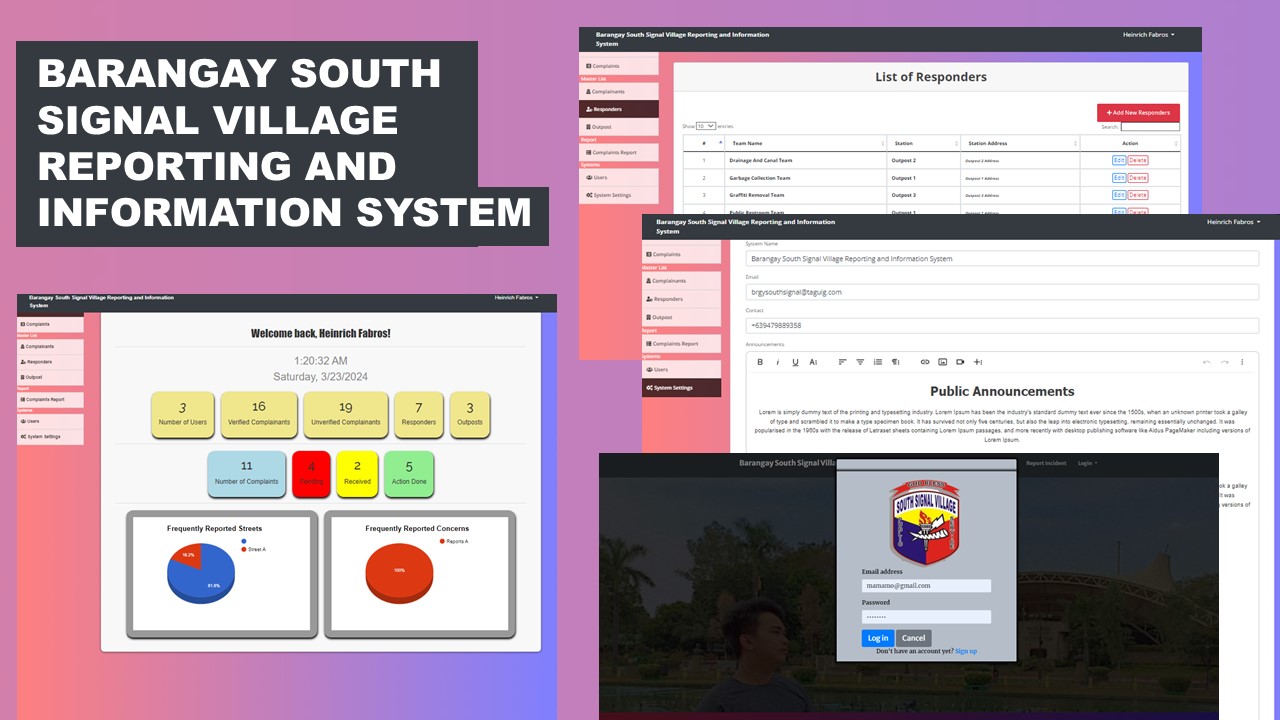 BARANGAY SOUTH
SIGNAL VILLAGE
REPORTING AND
INFORMATION SYSTEM
Barangay South Signal Village Reporting and Information
System
Heinrich Fabros
Complaints
Master List
Complainants
Responders
Outpost
Report
Complaints Report
Systems
Users
System Settings
List of Responders
+ Add New Responders
Show 10 entries
Search:
# Team Name Station Station Address Action
1 Drainage And Canal Team Outpost 2 Outpost 2 Address Edit Delete
2 Garbage Collection Team Outpost 1 Outpost 1 Address Edit Delete
3 Graffiti Removal Team Outpost 3 Outpost 3 Address Edit Delete
4 Public Restroom Team Outpost 1 Edit Delete
Barangay South Signal Village Reporting and Information
System
Heinrich Fabros
Complaints
Master List
Complainants
Responders
Outpost
Report
Complaints Report
Systems
Users
System Settings
System Name
Barangay South Signal Village Reporting and Information System
Email
brgysouthsignal@taguig.com
Contact
+639479889358
Announcements
B I U AI
Public Announcements
Lorem Ipsum is simply dummy text of the printing and typesetting industry. Lorem Ipsum has been the industry's standard dummy text ever since the 1500s, when an unknown printer took a galley
of type and scrambled it to make a type specimen book. It has survived not only five centuries, but also the leap into electronic typesetting, remaining essentially unchanged. It was
popularised in the 1960s with the release of Letraset sheets containing Lorem Ipsum passages, and more recently with desktop publishing software like Aldus PageMaker including versions of
Lorem Ipsum.
ok a galley
It was
versions of
Barangay South Signal Village Reporting and Information
System
Heinrich Fabros
Complaints
Master List
Complainants
Responders
Outpost
Report
Complaints Report
Systems
Users
System Settings
Welcome back, Heinrich Fabros!
1:20:32 AM
Saturday, 3/23/2024
3 16 19 7 3
Number of Users Verified Complainants Unverified Complainants Responders Outposts
11 4 2 5
Number of Complaints Pending Received Action Done
Frequently Reported Streets
Street A
18.2%
81.8%
Frequently Reported Concerns
Reports A
100%
Barangay South Signal Villa
Report Incident Login
SOUTH SIGNAL VILLAGE
Email address
mamamo@gmail.com
Password
Log in Cancel
Don't have an account yet? Sign up